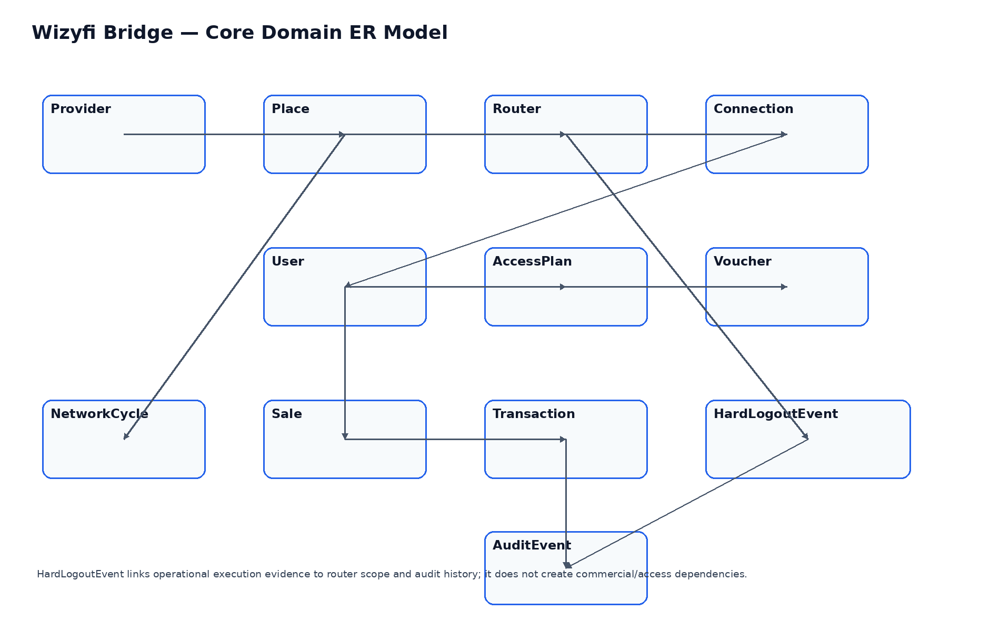 Wizyfi Bridge — Core Domain ER Model
Provider
Place
Router
Connection
User
AccessPlan
Voucher
NetworkCycle
Sale
Transaction
HardLogoutEvent
AuditEvent
HardLogoutEvent links operational execution evidence to router scope and audit history; it does not create commercial/access dependencies.